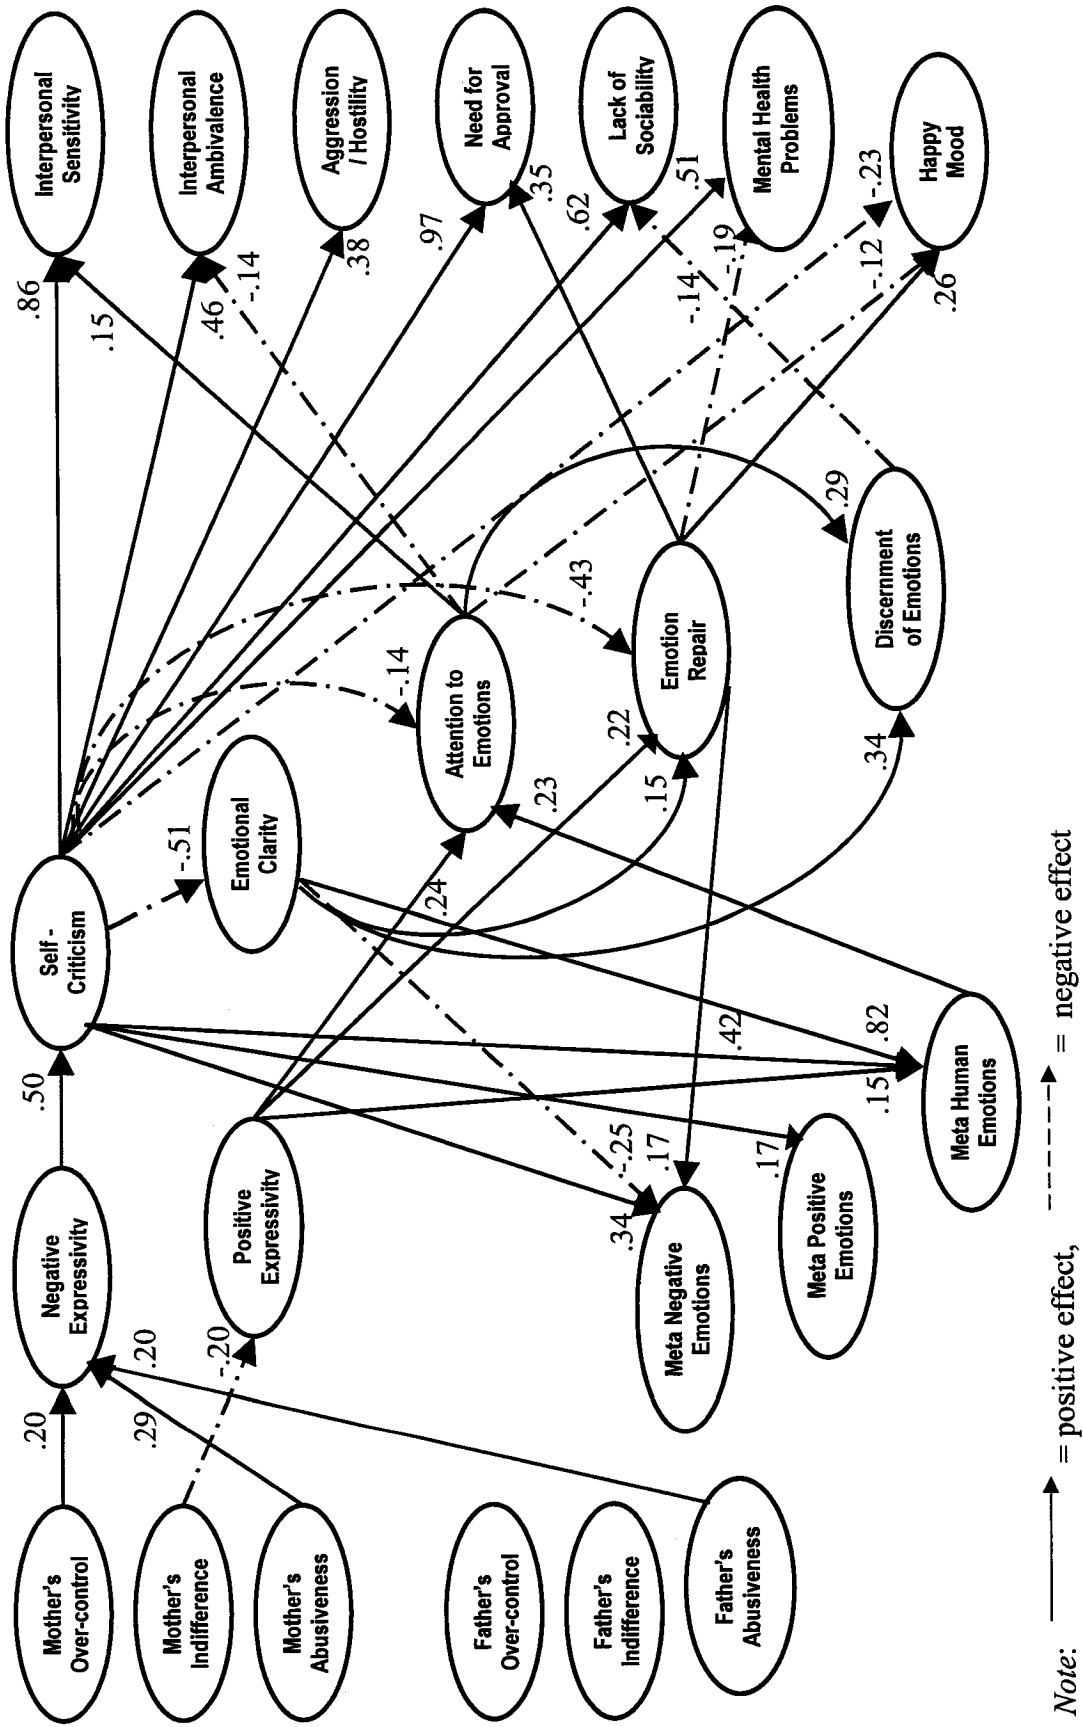 Mother's
Over-control
Mother's
Indifference
Mother's
Abusiveness
Father's
Over-control
Father's
Indifference
Father's
Abusiveness
.20
.29
.20
-.20
Negative
Expressivity
Positive
Expressivity
Meta Negative
Emotions
Meta Positive
Emotions
Meta Human
Emotions
.50
.34
-.25
.17
.17
.15
.82
.42
Self -
Criticism
Emotional
Clarity
-.51
.24
.23
.22
.15
.34
Attention to
Emotions
Emotion
Repair
Discernment
of Emotions
-.14
-.43
.29
.86
.15
.46
-.14
.38
.97
.62
.35
.51
-.14
-.19
-.12
-.23
.26
Interpersonal
Sensitivity
Interpersonal
Ambivalence
Aggression
/ Hostility
Need for
Approval
Lack of
Sociability
Mental Health
Problems
Happy
Mood
Note: = positive effect, = negative effect